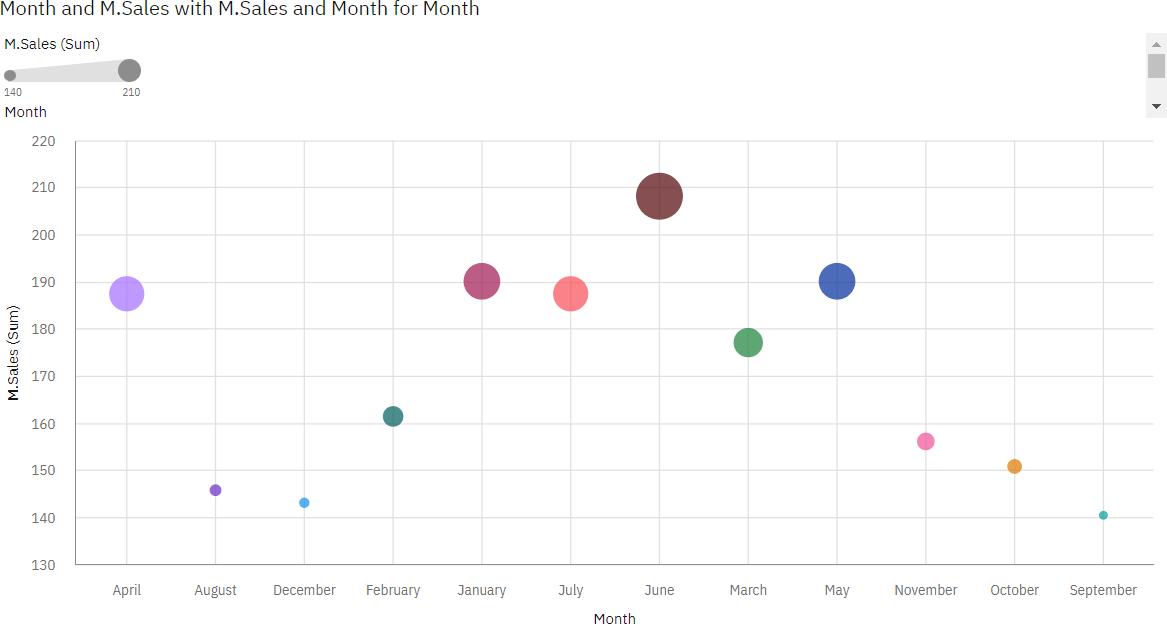 Month and M.Sales with M.Sales and Month for Month
M.Sales (Sum)
140 210
Month
220
210
200
190
180
170
160
150
140
130
M.Sales (Sum)
April August December February January July June March May November October September
Month